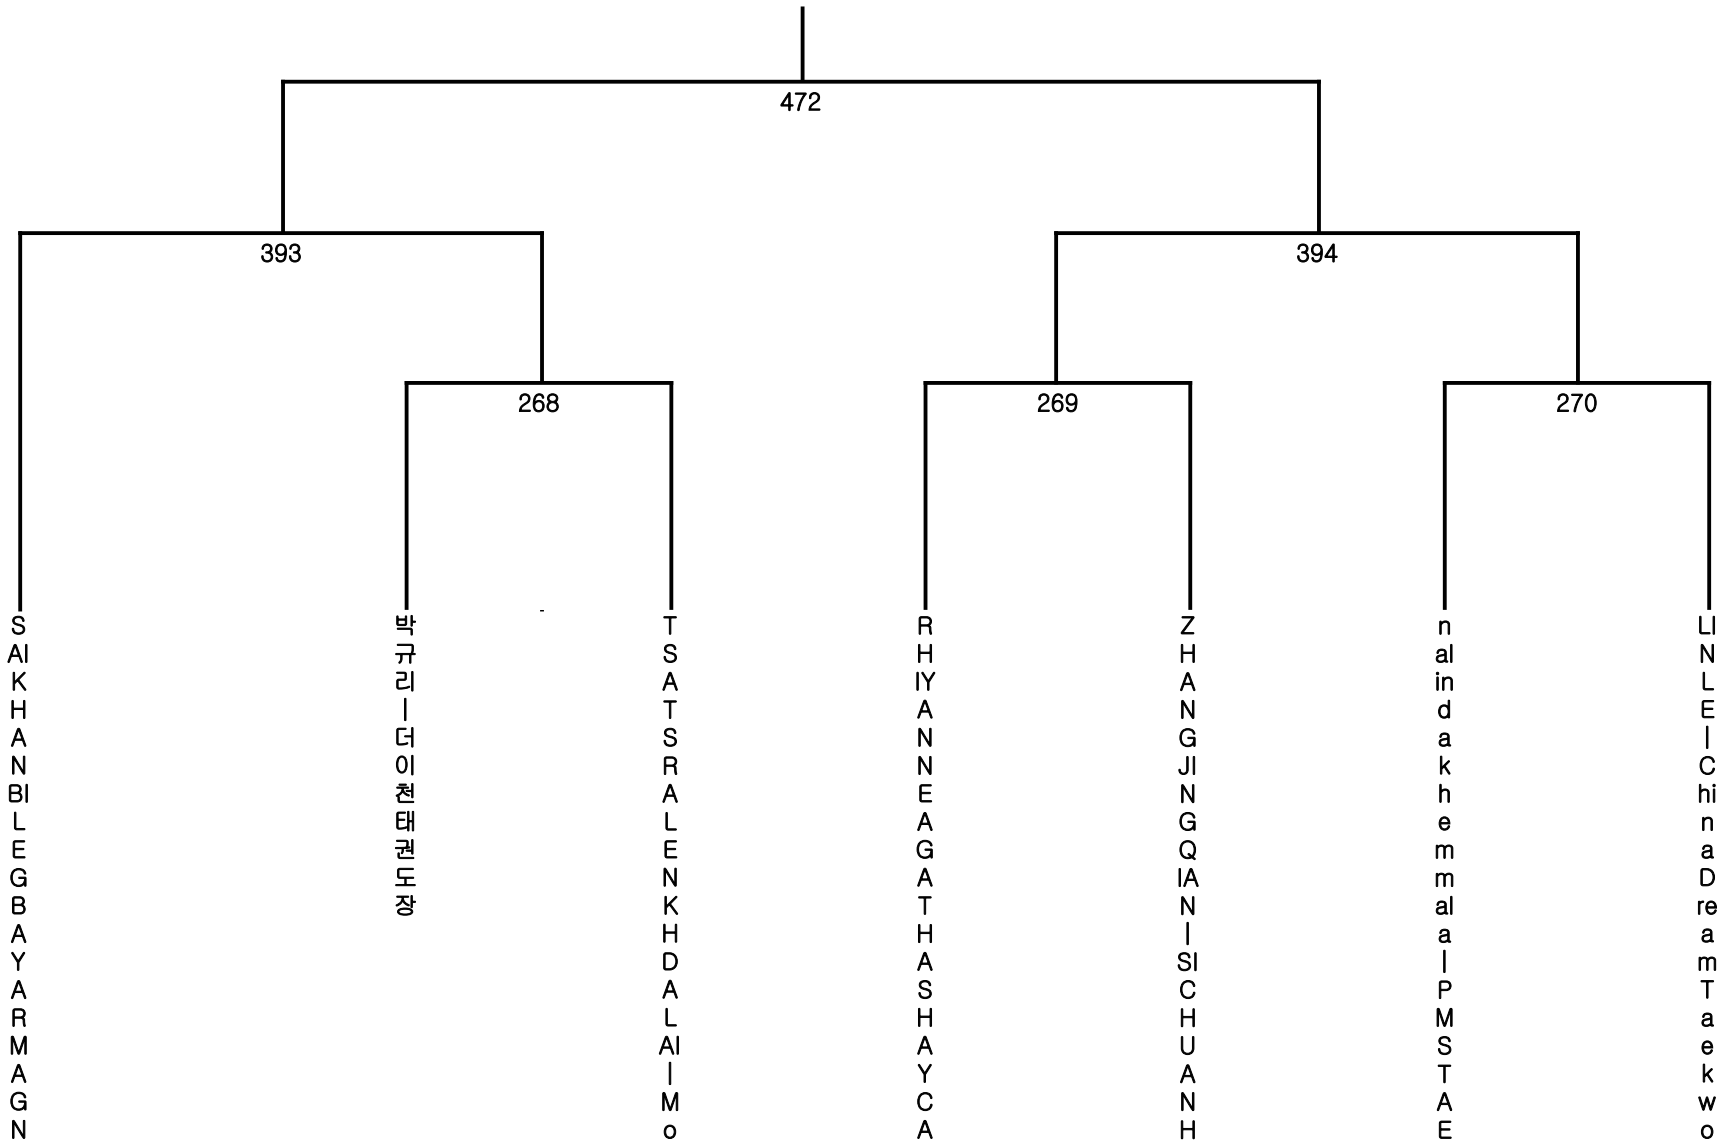 472
393
394
268
269
270
SAIKHANBILEGBAYARMAGN
박규리|더이천태권도장
-
TSATSRALENKHDALAI|Mo
RHIYANNEAGATHASHAYCA
ZHANGJINGQIAN|SICHUANH
nalindakhemmala|PMSTAE
LINLE|ChinaDreamTaekwo